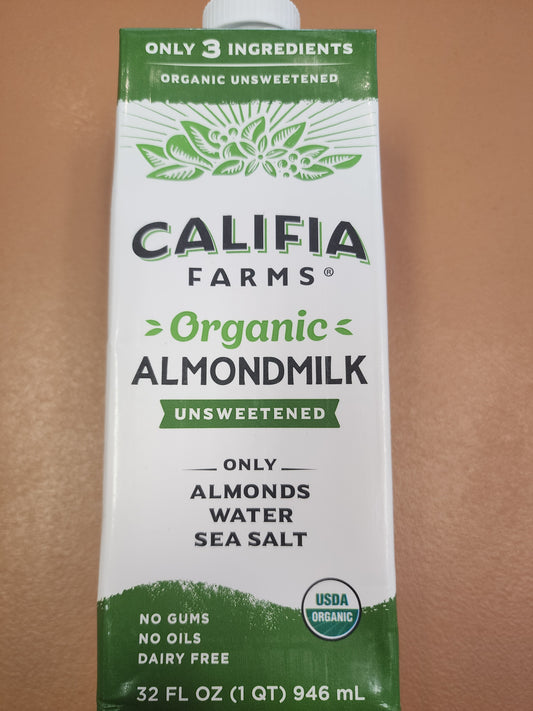 ONLY 3 INGREDIENTS
ORGANIC UNSWEETENED
CALIFIA
FARMS®
Organic
ALMONDMILK
UNSWEETENED
ONLY
ALMONDS
WATER
SEA SALT
USDA
ORGANIC
NO GUMS
NO OILS
DAIRY FREE
32 FL OZ (1 QT) 946 mL